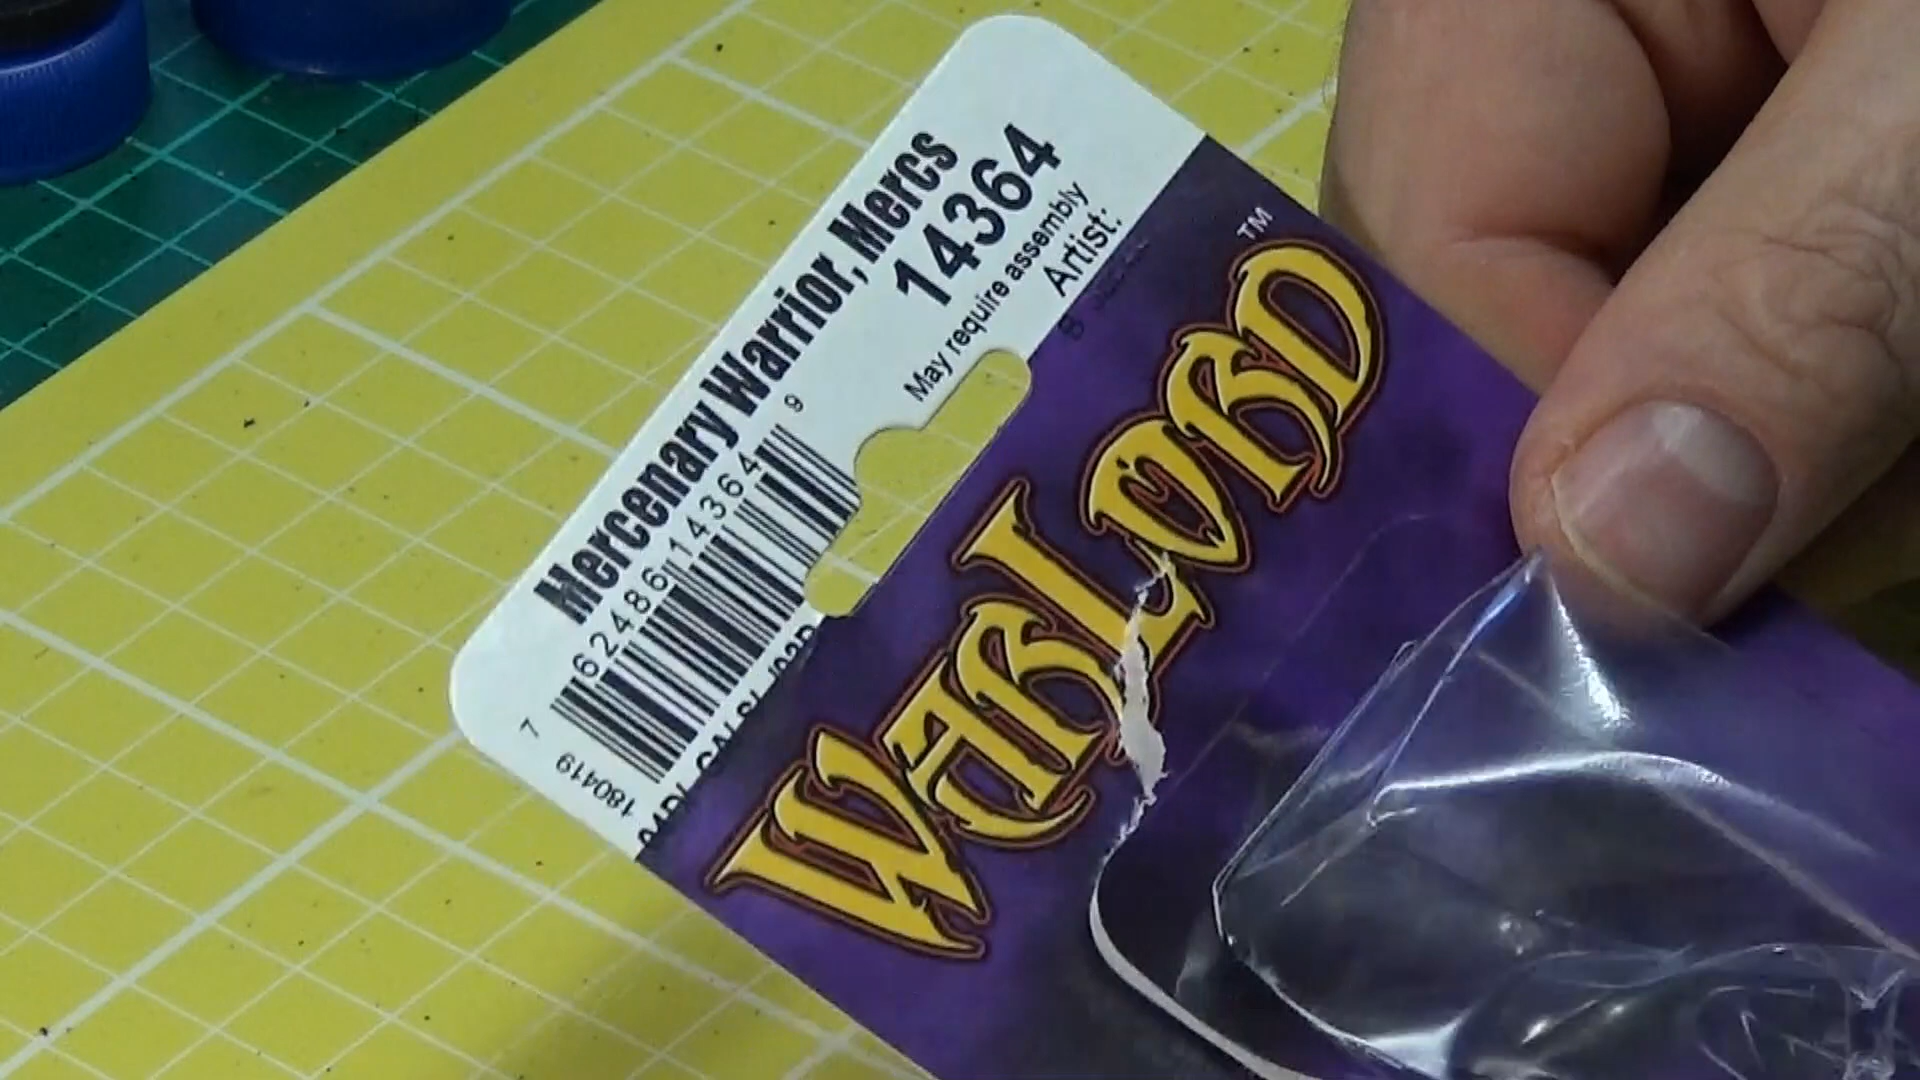 Mercenary Warrior, Mercs
14364
May require assembly
Artist:
7 62486 14364 9
180419
WARLORD
TM